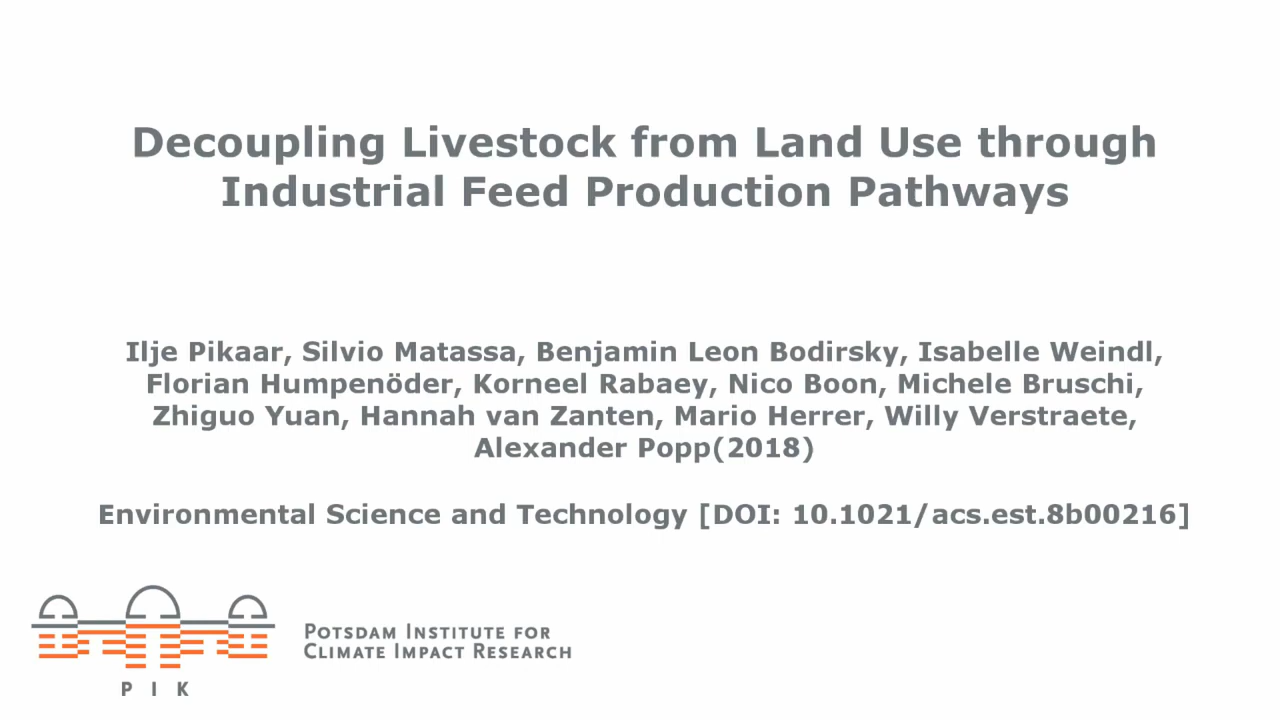 Decoupling Livestock from Land Use through
Industrial Feed Production Pathways
Ilje Pikaar, Silvio Matassa, Benjamin Leon Bodirsky, Isabelle Weindl,
Florian Humpenöder, Korneel Rabaey, Nico Boon, Michele Bruschi,
Zhiguo Yuan, Hannah van Zanten, Mario Herrer, Willy Verstraete,
Alexander Popp(2018)
Environmental Science and Technology [DOI: 10.1021/acs.est.8b00216]
POTSDAM INSTITUTE FOR
CLIMATE IMPACT RESEARCH
P I K